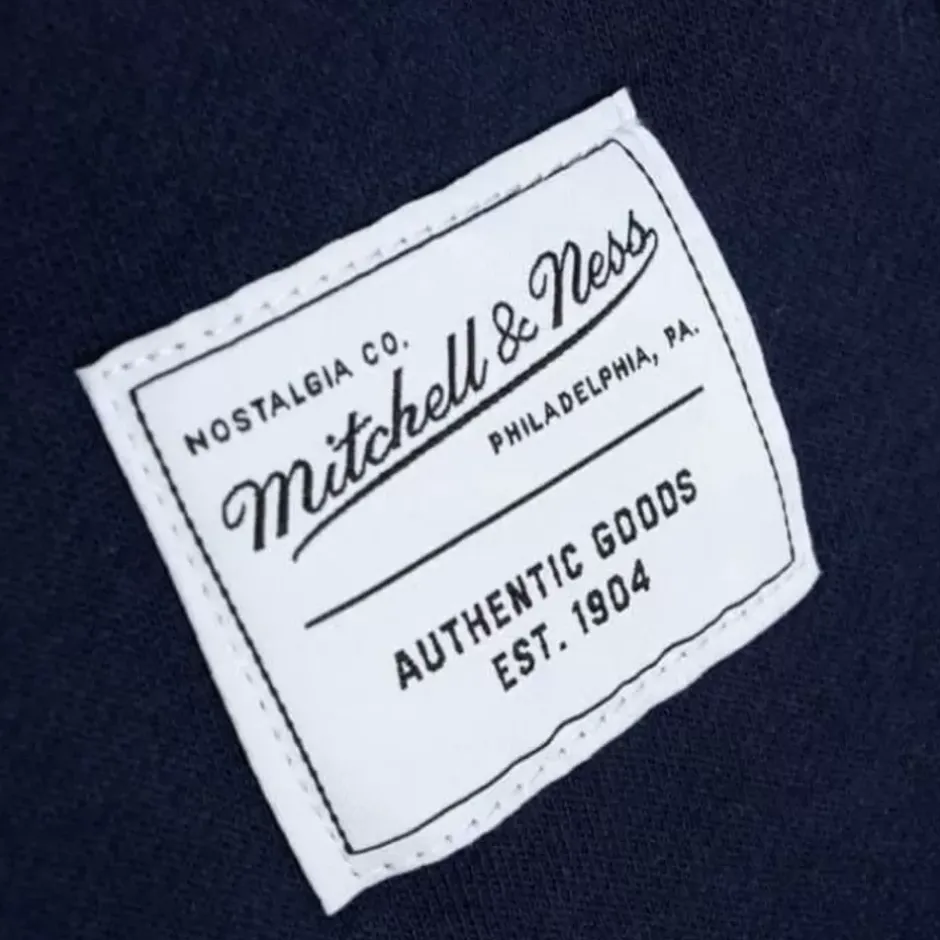 NOSTALGIA CO.
Mitchell & Ness
PHILADELPHIA, PA.
AUTHENTIC GOODS
EST. 1904